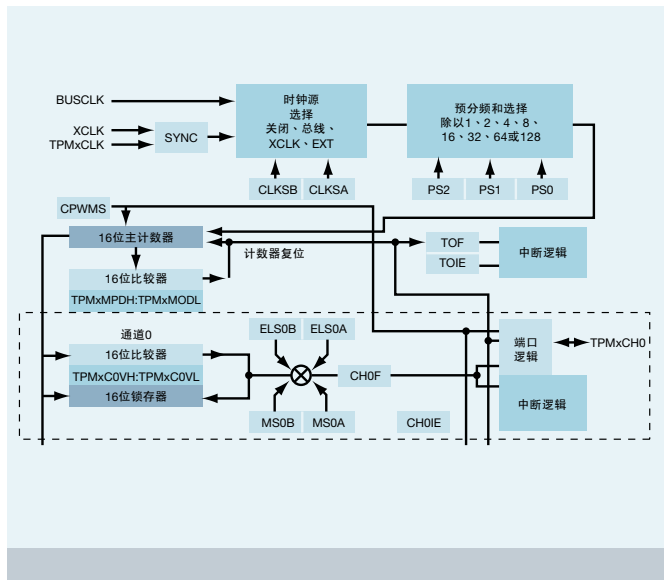 BUSCLK
XCLK
TPMxCLK
SYNC
时钟源
选择
关闭、总线、
XCLK、EXT
预分频和选择
除以1、2、4、8、
16、32、64或128
CLKSB
CLKSA
PS2
PS1
PS0
CPWMS
16位主计数器
计数器复位
TOF
TOIE
中断逻辑
16位比较器
TPMxMPDH:TPMxMODL
通道0
ELS0B
ELS0A
16位比较器
TPMxC0VH:TPMxC0VL
16位锁存器
CH0F
端口
逻辑
TPMxCH0
中断逻辑
MS0B
MS0A
CH0IE